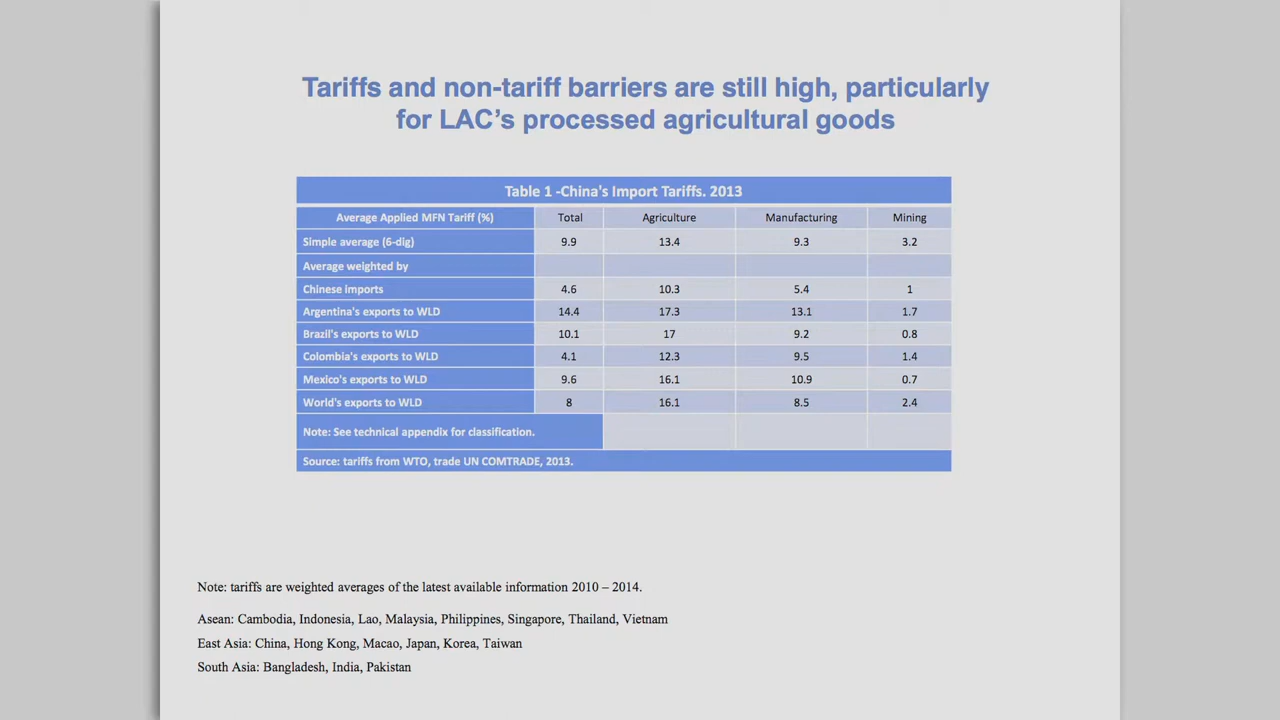 Tariffs and non-tariff barriers are still high, particularly
for LAC's processed agricultural goods
Table 1 -China's Import Tariffs. 2013
Average Applied MFN Tariff (%) Total Agriculture Manufacturing Mining
Simple average (6-dig) 9.9 13.4 9.3 3.2
Average weighted by
Chinese imports 4.6 10.3 5.4 1
Argentina's exports to WLD 14.4 17.3 13.1 1.7
Brazil's exports to WLD 10.1 17 9.2 0.8
Colombia's exports to WLD 4.1 12.3 9.5 1.4
Mexico's exports to WLD 9.6 16.1 10.9 0.7
World's exports to WLD 8 16.1 8.5 2.4
Note: See technical appendix for classification.
Source: tariffs from WTO, trade UN COMTRADE, 2013.
Note: tariffs are weighted averages of the latest available information 2010 – 2014.
Asean: Cambodia, Indonesia, Lao, Malaysia, Philippines, Singapore, Thailand, Vietnam
East Asia: China, Hong Kong, Macao, Japan, Korea, Taiwan
South Asia: Bangladesh, India, Pakistan